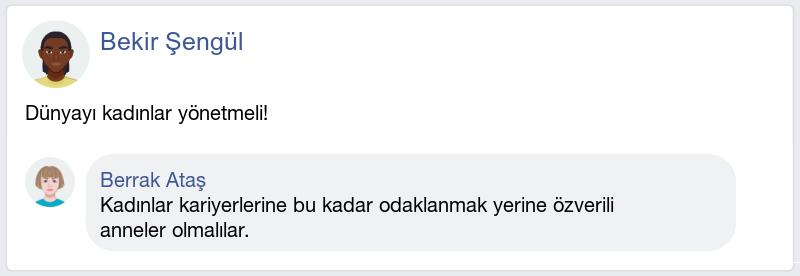 Bekir Şengül
Dünyayı kadınlar yönetmeli!
Berrak Ataş
Kadınlar kariyerlerine bu kadar odaklanmak yerine özverili
anneler olmalılar.